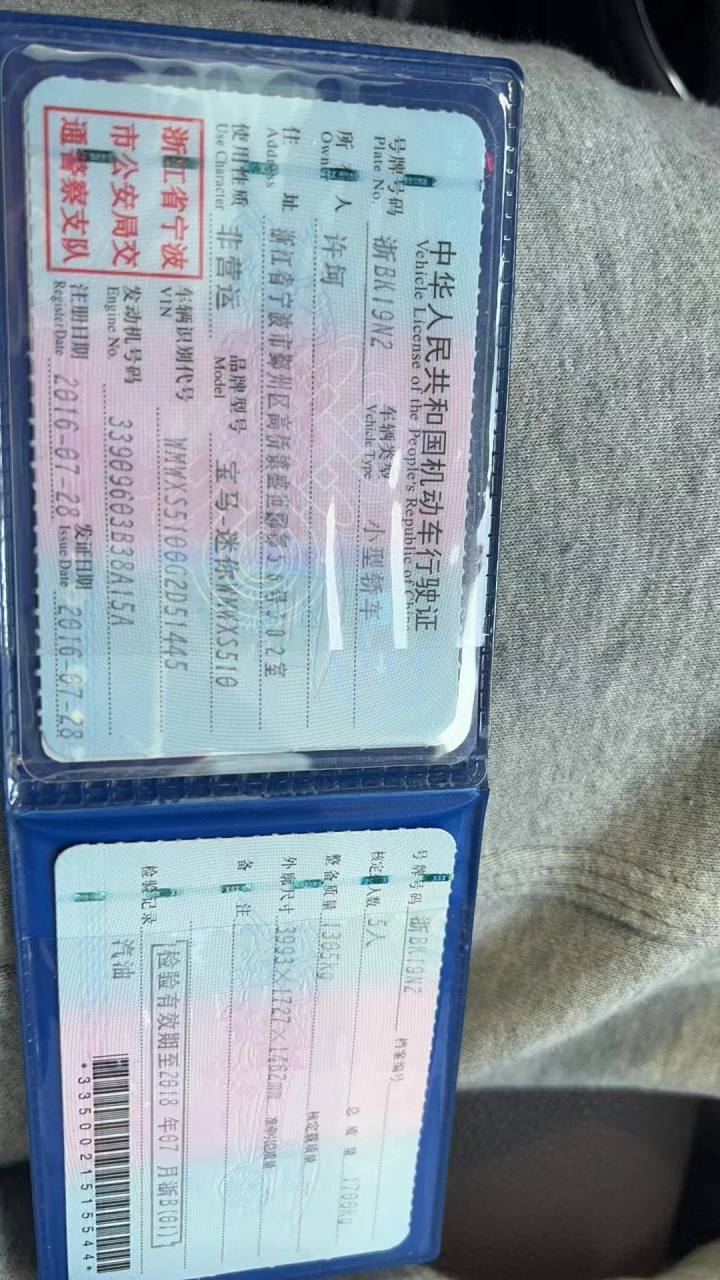 中华人民共和国机动车行驶证
Vehicle License of the People's Republic of
号牌号码 浙BK19N2 车辆类型 小型轿车
Plate No. Vehicle Type
所 人 许
Owner
住 址 浙江省宁波市鄞州区高桥镇盛世
Address
使用性质 非营运 品牌型号 宝马-迷你WMWXS510
Use Character Model
浙江省宁波
市公安局交
通警察支队
车辆识别代号 WMWXS5100G2D51445
VIN
发动机号码 33909603B38A15A
Engine No.
注册日期 2016-07-28 发证日期 2016-07-28
Register Date Issue Date
号牌号码 浙BK19N2 档案编号
核定载人数 5人 总质量 1700kg
整备质量 1305kg 核定载质量
外廓尺寸 3993×1727×1462mm 准牵引总质量
备 注
检验记录 检验有效期至2018 年07 月浙B(01)
汽油
*3350021515544*